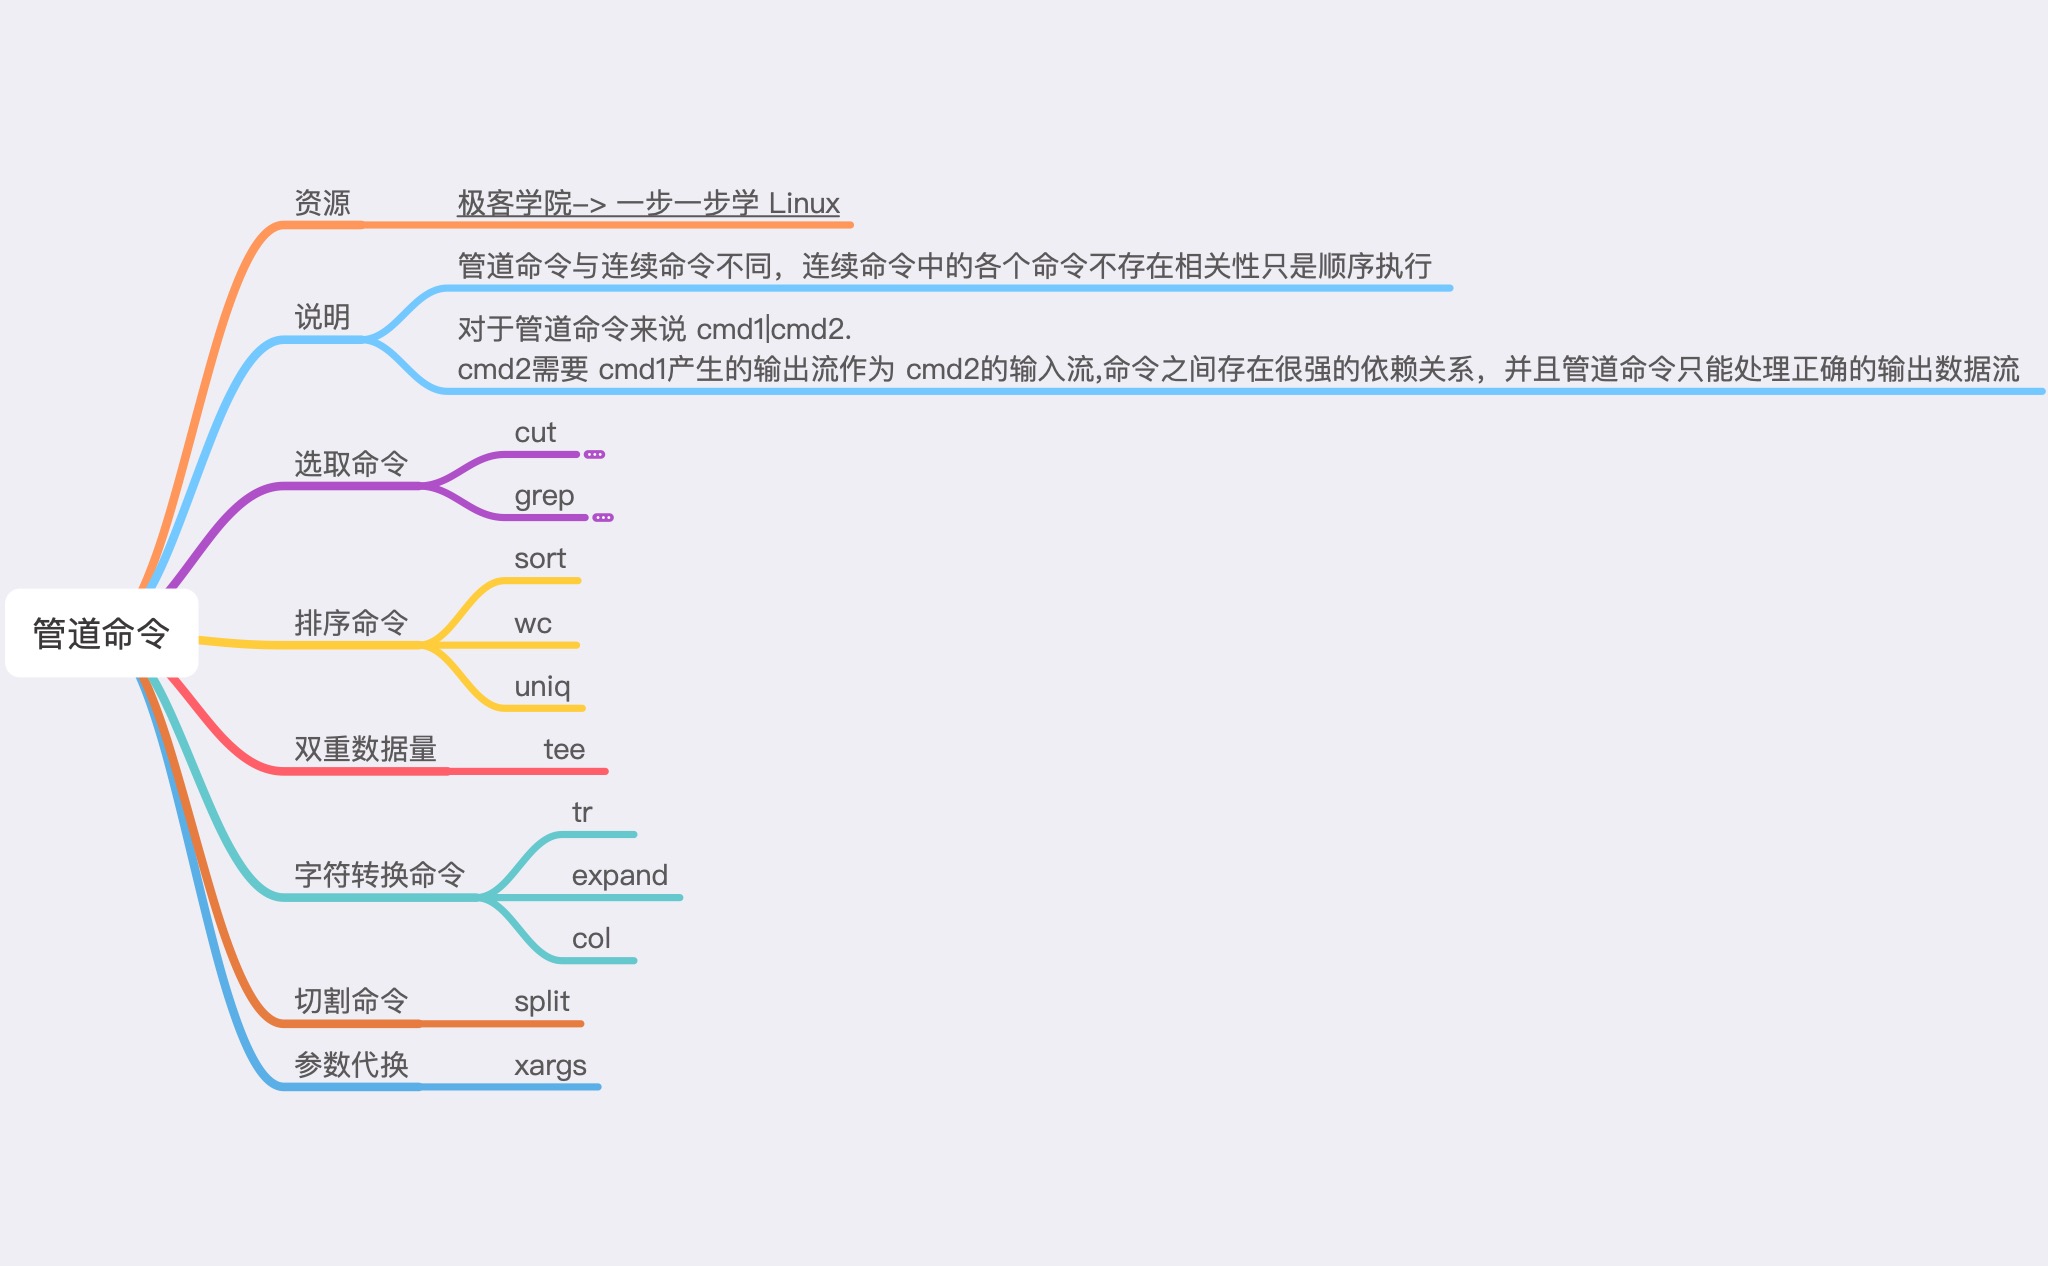 资源
极客学院-> 一步一步学 Linux
说明
管道命令与连续命令不同，连续命令中的各个命令不存在相关性只是顺序执行
对于管道命令来说 cmd1|cmd2.
cmd2需要 cmd1产生的输出流作为 cmd2的输入流,命令之间存在很强的依赖关系，并且管道命令只能处理正确的输出数据流
选取命令
cut
grep
管道命令
排序命令
sort
wc
uniq
双重数据量
tee
字符转换命令
tr
expand
col
切割命令
split
参数代换
xargs